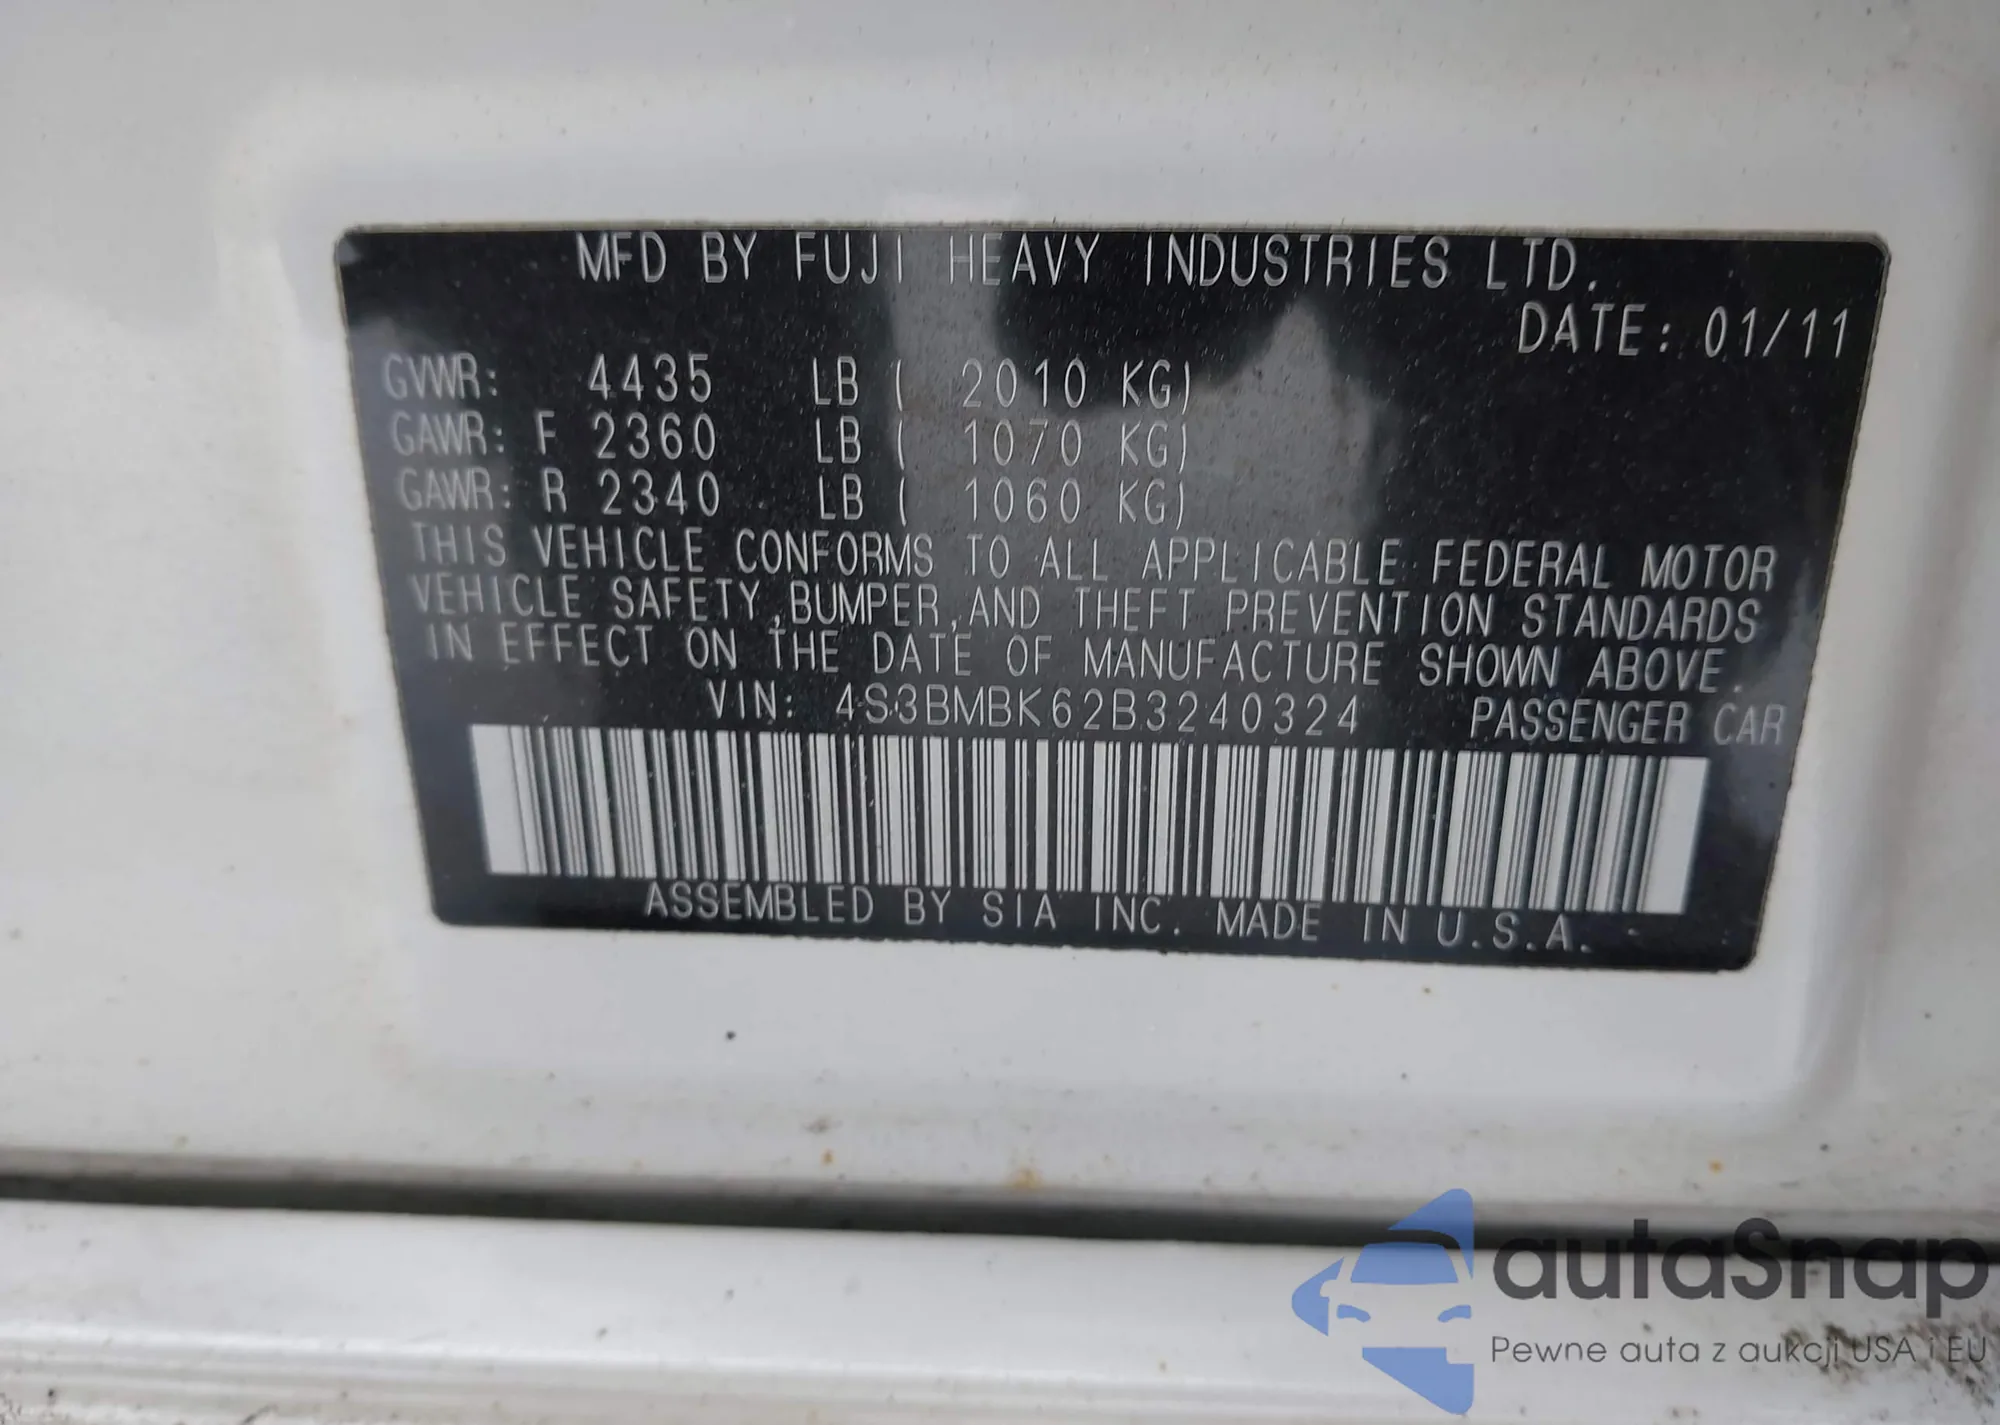 MFD BY FUJI HEAVY INDUSTRIES LTD.
DATE: 01/11
GVWR: 4435 LB ( 2010 KG)
GAWR: F 2360 LB ( 1070 KG)
GAWR: R 2340 LB ( 1060 KG)
THIS VEHICLE CONFORMS TO ALL APPLICABLE FEDERAL MOTOR
VEHICLE SAFETY,BUMPER,AND THEFT PREVENTION STANDARDS
IN EFFECT ON THE DATE OF MANUFACTURE SHOWN ABOVE.
VIN: 4S3BMBK62B3240324 PASSENGER CAR
ASSEMBLED BY SIA INC. MADE IN U.S.A.
autaSnap
Pewne auta z aukcji USA i EU